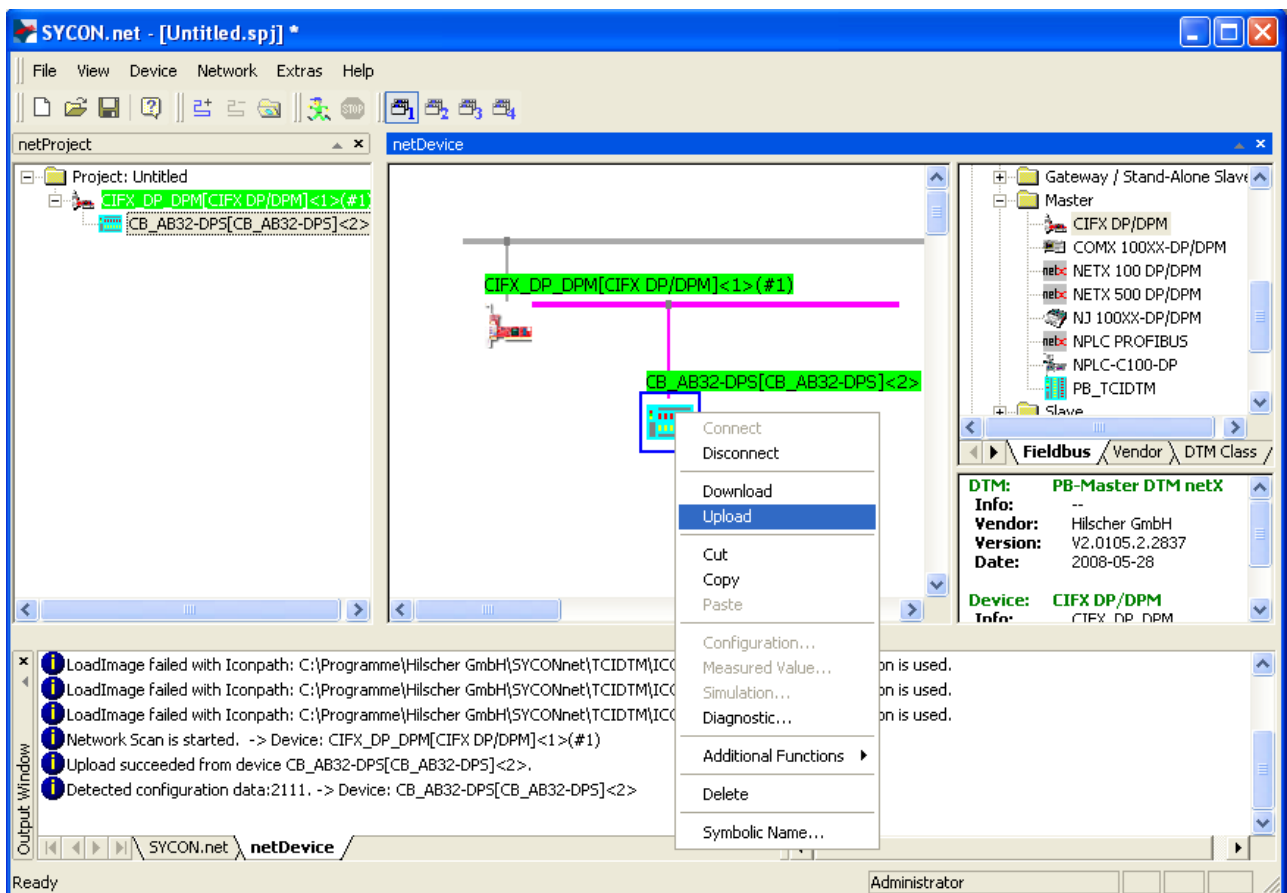 SYCON.net - [Untitled.spj] *
File View Device Network Extras Help
netProject
netDevice
Project: Untitled
CIFX_DP_DPM[CIFX DP/DPM]<1>(#1)
CB_AB32-DPS[CB_AB32-DPS]<2>
CIFX_DP_DPM[CIFX DP/DPM]<1>(#1)
CB_AB32-DPS[CB_AB32-DPS]<2>
Connect
Disconnect
Download
Upload
Cut
Copy
Paste
Configuration...
Measured Value...
Simulation...
Diagnostic...
Additional Functions
Delete
Symbolic Name...
Gateway / Stand-Alone Slave
Master
CIFX DP/DPM
COMX 100XX-DP/DPM
NETX 100 DP/DPM
NETX 500 DP/DPM
NJ 100XX-DP/DPM
NPLC PROFIBUS
NPLC-C100-DP
PB_TCIDTM
Slave
Fieldbus Vendor DTM Class
DTM: PB-Master DTM netX
Info: --
Vendor: Hilscher GmbH
Version: V2.0105.2.2837
Date: 2008-05-28
Device: CIFX DP/DPM
Info: CIFX_DP_DPM
LoadImage failed with Iconpath: C:\Programme\Hilscher GmbH\SYCONnet\TCIDTM\ICO on is used.
LoadImage failed with Iconpath: C:\Programme\Hilscher GmbH\SYCONnet\TCIDTM\ICO on is used.
LoadImage failed with Iconpath: C:\Programme\Hilscher GmbH\SYCONnet\TCIDTM\ICO on is used.
Network Scan is started. -> Device: CIFX_DP_DPM[CIFX DP/DPM]<1>(#1)
Upload succeeded from device CB_AB32-DPS[CB_AB32-DPS]<2>.
Detected configuration data:2111. -> Device: CB_AB32-DPS[CB_AB32-DPS]<2>
Output Window
SYCON.net netDevice
Ready
Administrator